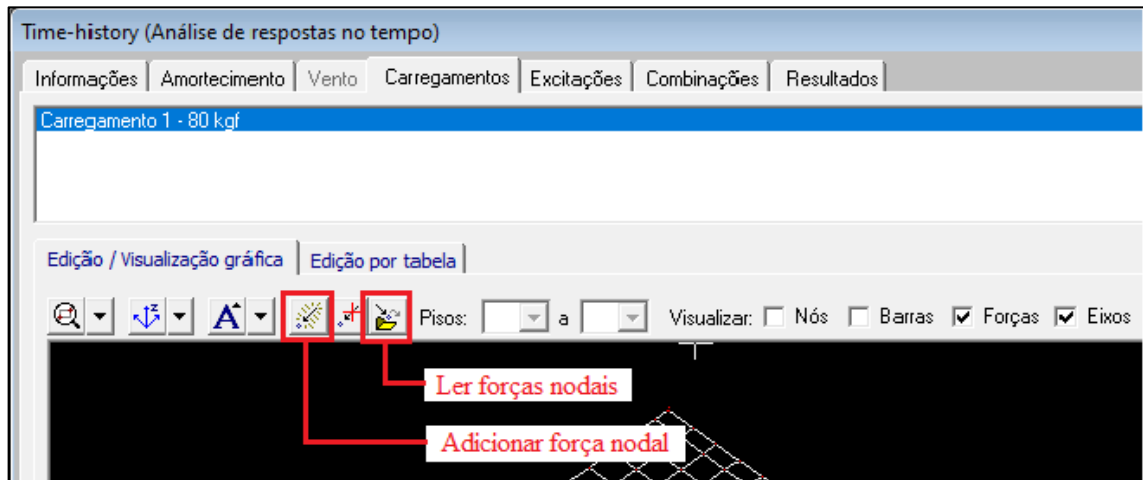 Time-history (Análise de respostas no tempo)
Informações Amortecimento Vento Carregamentos Excitações Combinações Resultados
Carregamento 1 - 80 kgf
Edição / Visualização gráfica Edição por tabela
A Pisos: a Visualizar: Nós Barras Forças Eixos
Ler forças nodais
Adicionar força nodal